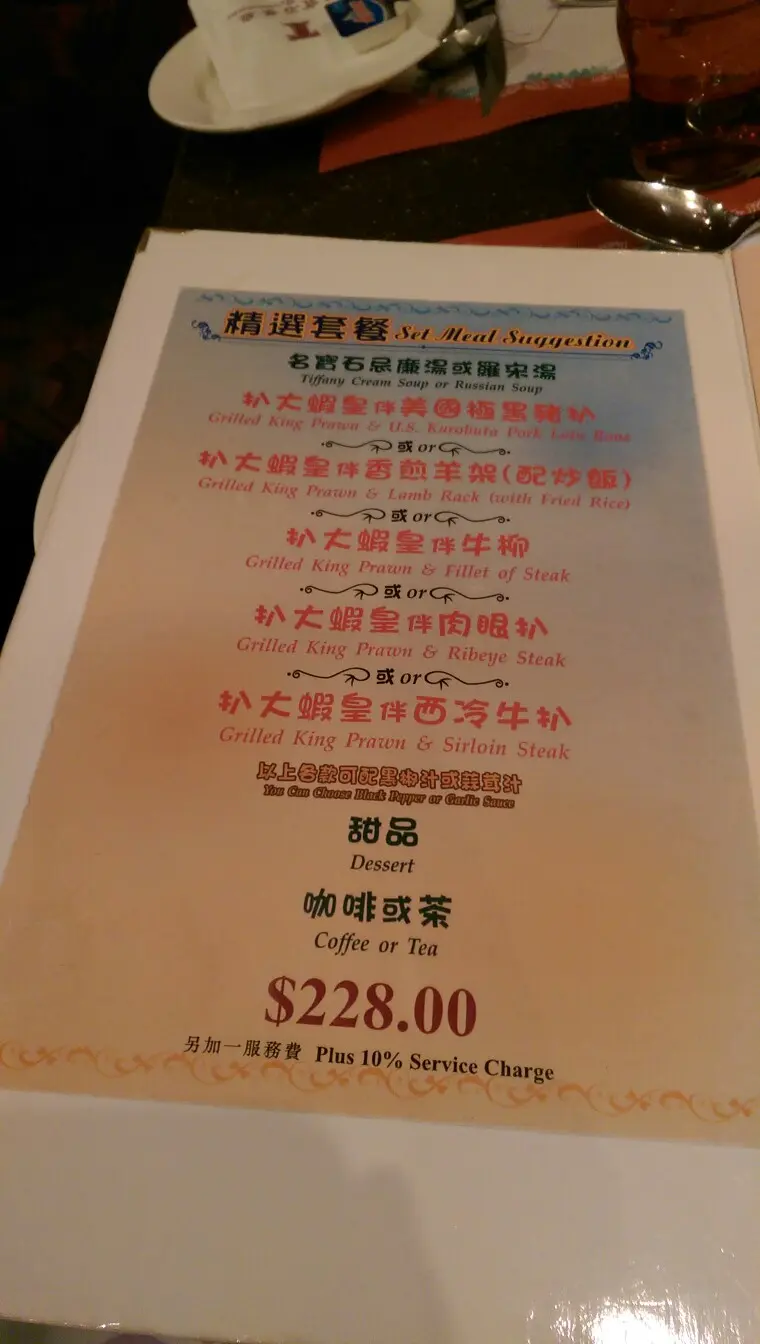 精選套餐 Set Meal Suggestion
名寶石忌廉湯或羅宋湯
Tiffany Cream Soup or Russian Soup
扒大蝦皇伴美國極黑豬扒
Grilled King Prawn & U.S. Kurobuta Pork Loin Bone
或 or
扒大蝦皇伴香煎羊架(配炒飯)
Grilled King Prawn & Lamb Rack (with Fried Rice)
或 or
扒大蝦皇伴牛柳
Grilled King Prawn & Fillet of Steak
或 or
扒大蝦皇伴肉眼扒
Grilled King Prawn & Ribeye Steak
或 or
扒大蝦皇伴西冷牛扒
Grilled King Prawn & Sirloin Steak
以上各款可配黑椒汁或蒜茸汁
You Can Choose Black Pepper or Garlic Sauce
甜品
Dessert
咖啡或茶
Coffee or Tea
$228.00
另加一服務費 Plus 10% Service Charge